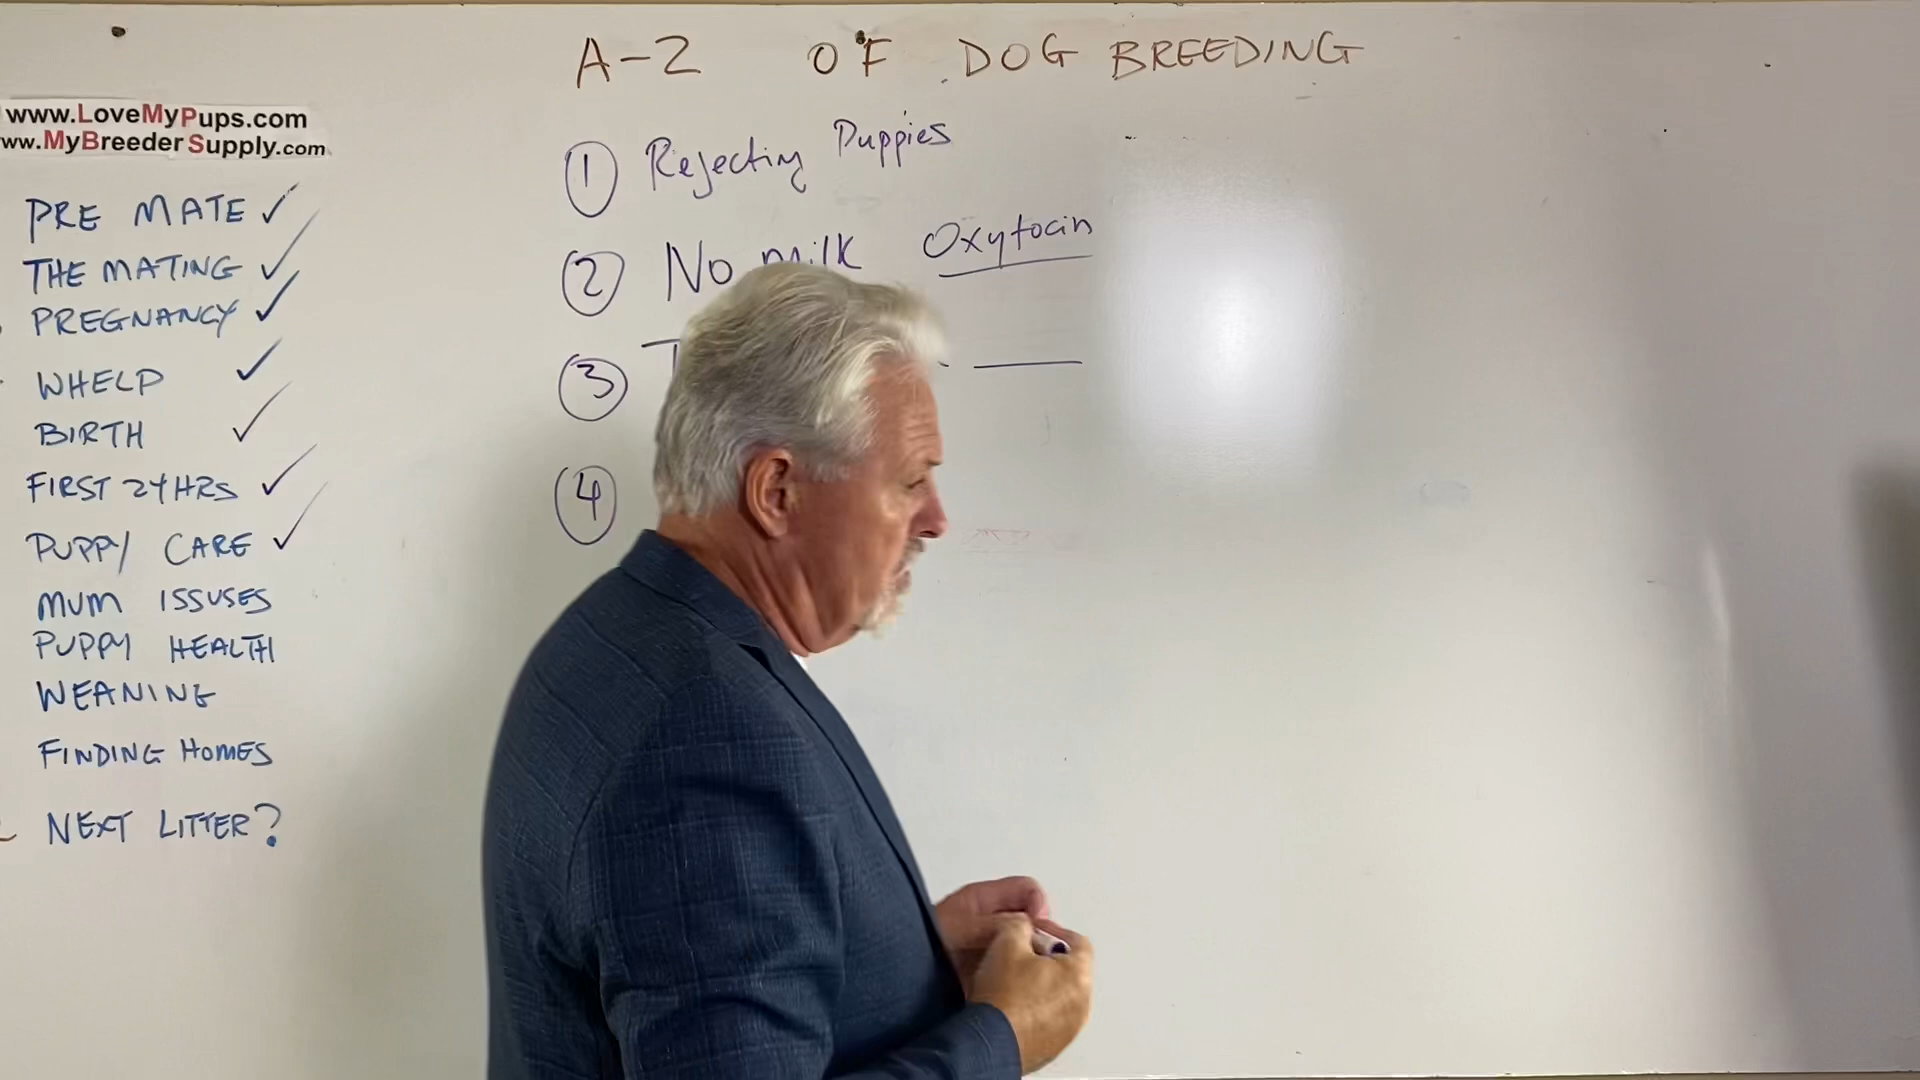 A-Z OF DOG BREEDING
www.LoveMyPups.com
ww.MyBreederSupply.com
PRE MATE ✓
THE MATING ✓
PREGNANCY ✓
WHELP ✓
BIRTH ✓
FIRST 24HRS ✓
PUPPY CARE ✓
MUM ISSUSES
PUPPY HEALTH
WEANING
FINDING HOMES
NEXT LITTER?
① Rejecting Puppies
② No milk Oxytocin
③
④